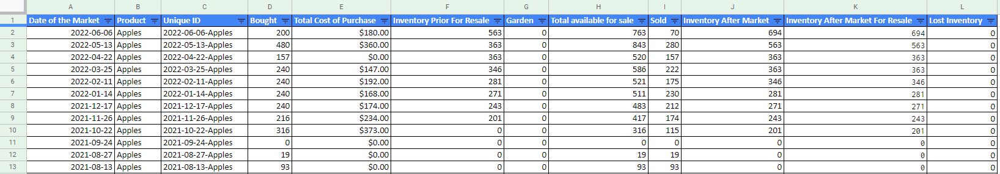 A B C D E F G H I J K L
1 Date of the Market Product Unique ID Bought Total Cost of Purchase Inventory Prior For Resale Garden Total available for sale Sold Inventory After Market Inventory After Market For Resale Lost Inventory
2 2022-06-06 Apples 2022-06-06-Apples 200 $180.00 563 0 763 70 694 694 0
3 2022-05-13 Apples 2022-05-13-Apples 480 $360.00 363 0 843 280 563 563 0
4 2022-04-22 Apples 2022-04-22-Apples 157 $0.00 363 0 520 157 363 363 0
5 2022-03-25 Apples 2022-03-25-Apples 240 $147.00 346 0 586 222 363 363 0
6 2022-02-11 Apples 2022-02-11-Apples 240 $192.00 281 0 521 175 346 346 0
7 2022-01-14 Apples 2022-01-14-Apples 240 $168.00 271 0 511 230 281 281 0
8 2021-12-17 Apples 2021-12-17-Apples 240 $174.00 243 0 483 212 271 271 0
9 2021-11-26 Apples 2021-11-26-Apples 216 $234.00 201 0 417 174 243 243 0
10 2021-10-22 Apples 2021-10-22-Apples 316 $373.00 0 0 316 115 201 201 0
11 2021-09-24 Apples 2021-09-24-Apples 0 $0.00 0 0 0 0 0 0 0
12 2021-08-27 Apples 2021-08-27-Apples 19 $0.00 0 0 19 19 0 0 0
13 2021-08-13 Apples 2021-08-13-Apples 93 $0.00 0 0 93 93 0 0 0